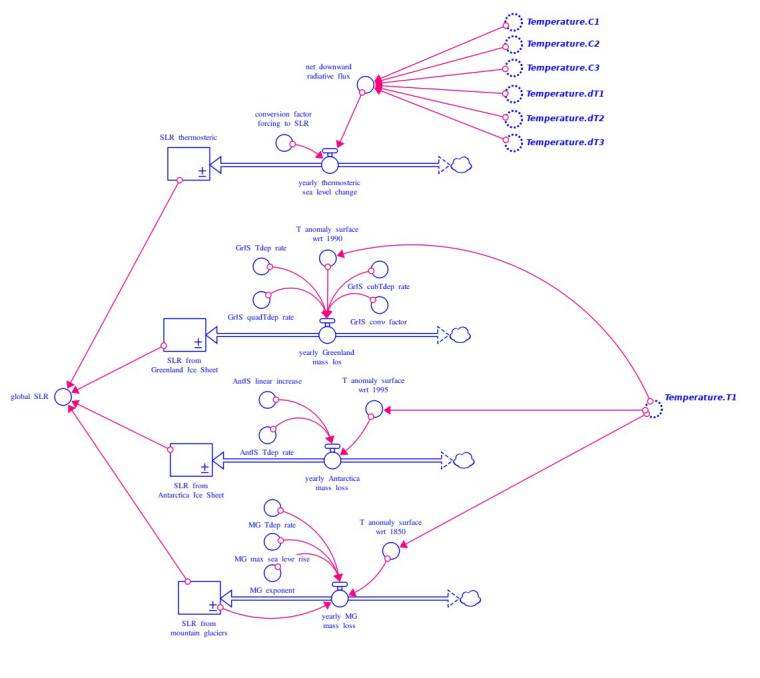 Temperature.C1
Temperature.C2
Temperature.C3
Temperature.dT1
Temperature.dT2
Temperature.dT3
net downward
radiative flux
conversion factor
forcing to SLR
SLR thermosteric
±
yearly thermosteric
sea level change
T anomaly surface
wrt 1990
GrIS Tdep rate
GrIS cubTdep rate
GrIS quadTdep rate
GrIS conv factor
±
SLR from
Greenland Ice Sheet
yearly Greenland
mass los
global SLR
AntIS linear increase
T anomaly surface
wrt 1995
Temperature.T1
AntIS Tdep rate
±
SLR from
Antarctica Ice Sheet
yearly Antarctica
mass loss
MG Tdep rate
T anomaly surface
wrt 1850
MG max sea leve rise
MG exponent
±
SLR from
mountain glaciers
yearly MG
mass loss